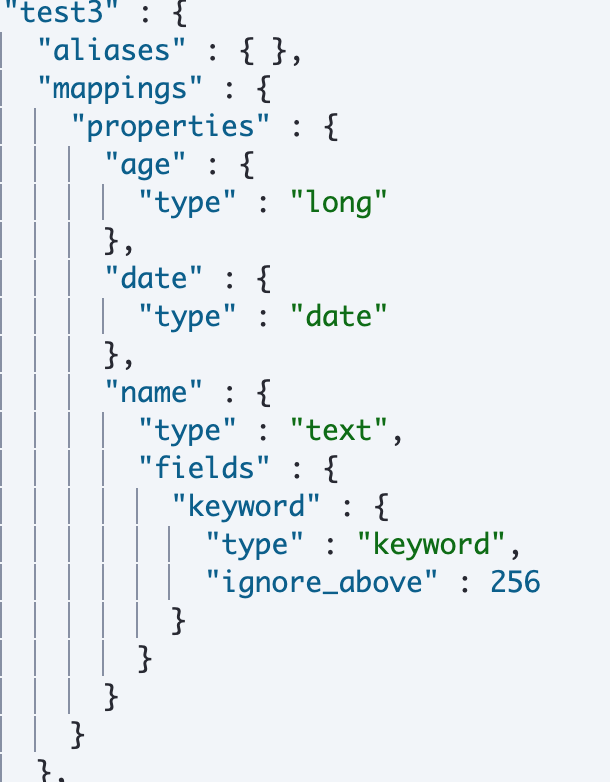 "test3" : {
  "aliases" : { },
  "mappings" : {
    "properties" : {
      "age" : {
        "type" : "long"
      },
      "date" : {
        "type" : "date"
      },
      "name" : {
        "type" : "text",
        "fields" : {
          "keyword" : {
            "type" : "keyword",
            "ignore_above" : 256
          }
        }
      }
    }
  },